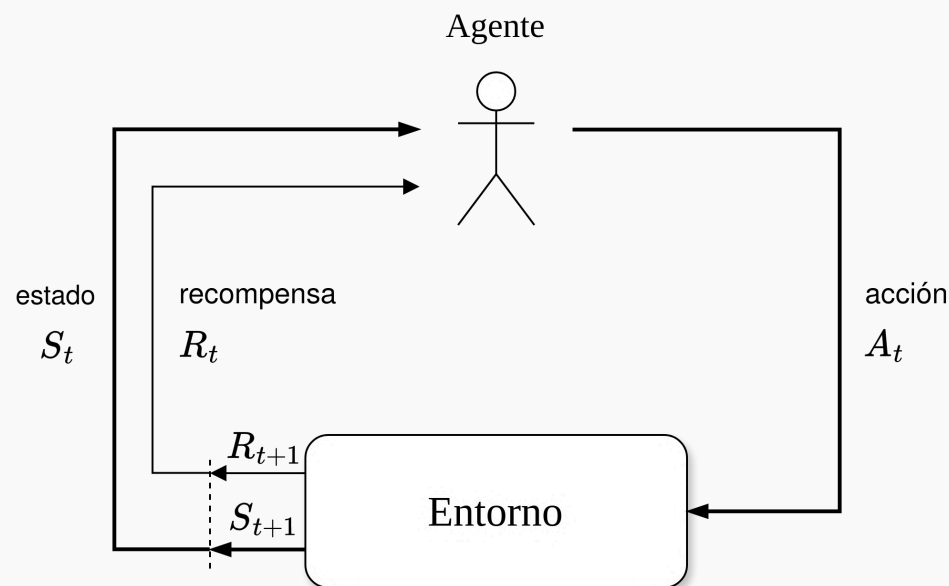 Agente
estado
S_t
recompensa
R_t
acción
A_t
R_{t+1}
S_{t+1}
Entorno